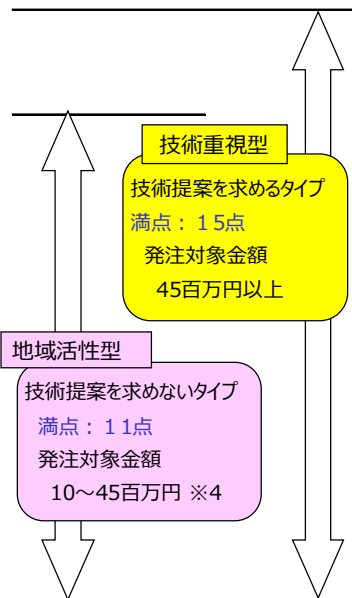 技術重視型
技術提案を求めるタイプ
満点：１５点
発注対象金額
45百万円以上
地域活性型
技術提案を求めないタイプ
満点：１１点
発注対象金額
10～45百万円 ※4